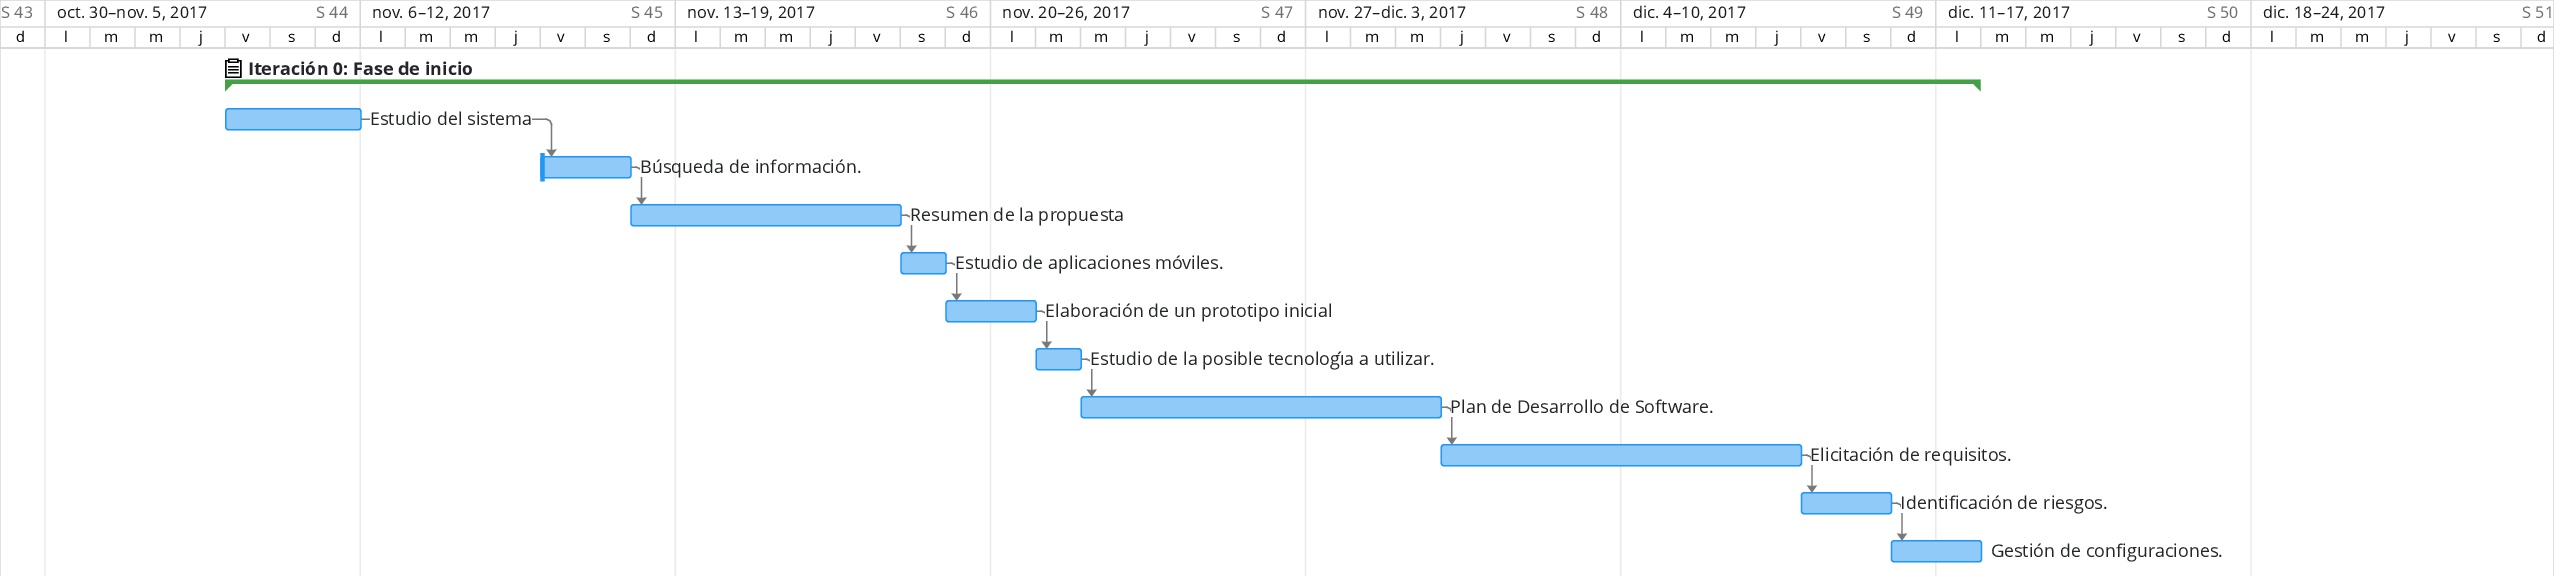 S 43 oct. 30–nov. 5, 2017 S 44 nov. 6–12, 2017 S 45 nov. 13–19, 2017 S 46 nov. 20–26, 2017 S 47 nov. 27–dic. 3, 2017 S 48 dic. 4–10, 2017 S 49 dic. 11–17, 2017 S 50 dic. 18–24, 2017 S 51
d l m m j v s d l m m j v s d l m m j v s d l m m j v s d l m m j v s d l m m j v s d l m m j v s d l m m j v s d
Iteración 0: Fase de inicio
Estudio del sistema
Búsqueda de información.
Resumen de la propuesta
Estudio de aplicaciones móviles.
Elaboración de un prototipo inicial
Estudio de la posible tecnología a utilizar.
Plan de Desarrollo de Software.
Elicitación de requisitos.
Identificación de riesgos.
Gestión de configuraciones.